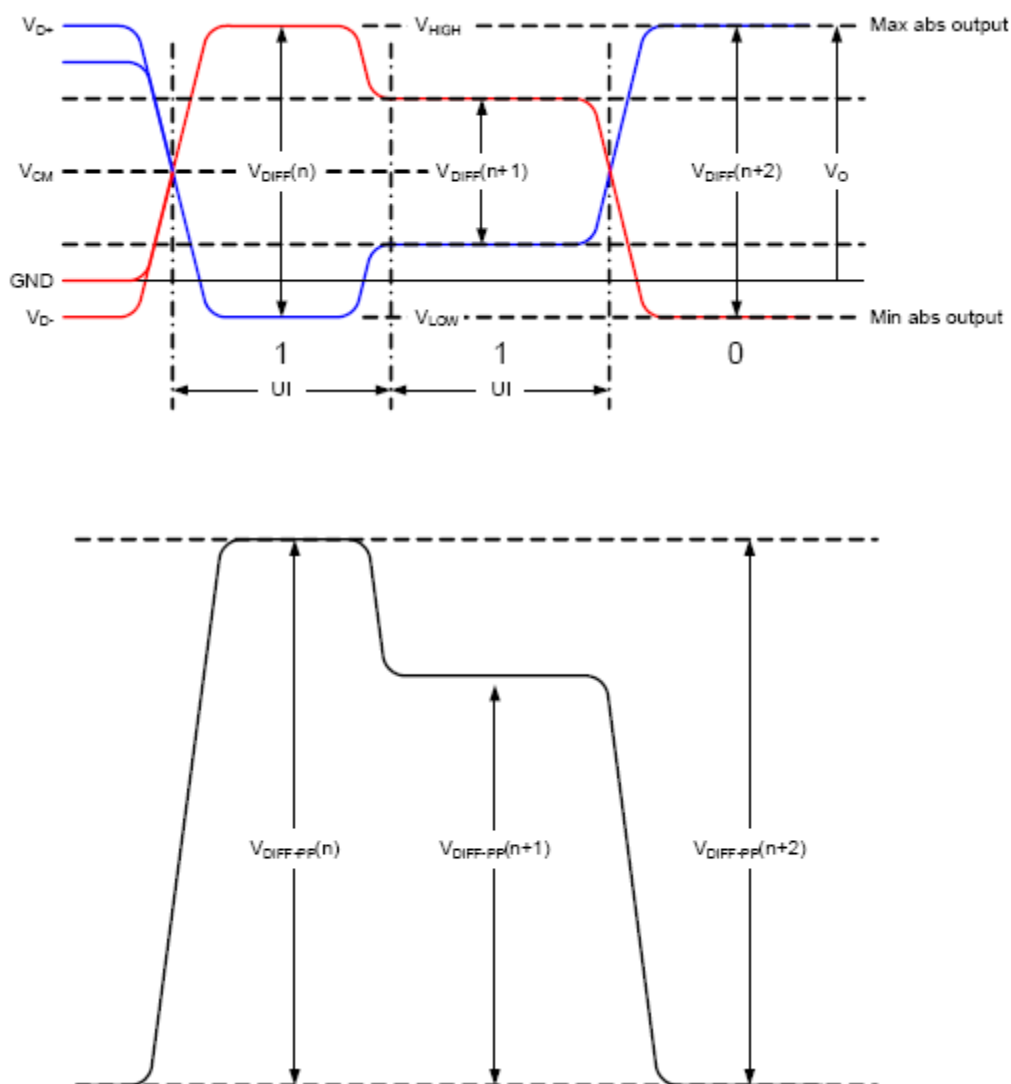 VD+ VHIGH Max abs output
VCM VDIFF(n) VDIFF(n+1) VDIFF(n+2) VO
GND
VD- VLOW Min abs output
1 1 0
UI UI
VDIFF-PP(n) VDIFF-PP(n+1) VDIFF-PP(n+2)